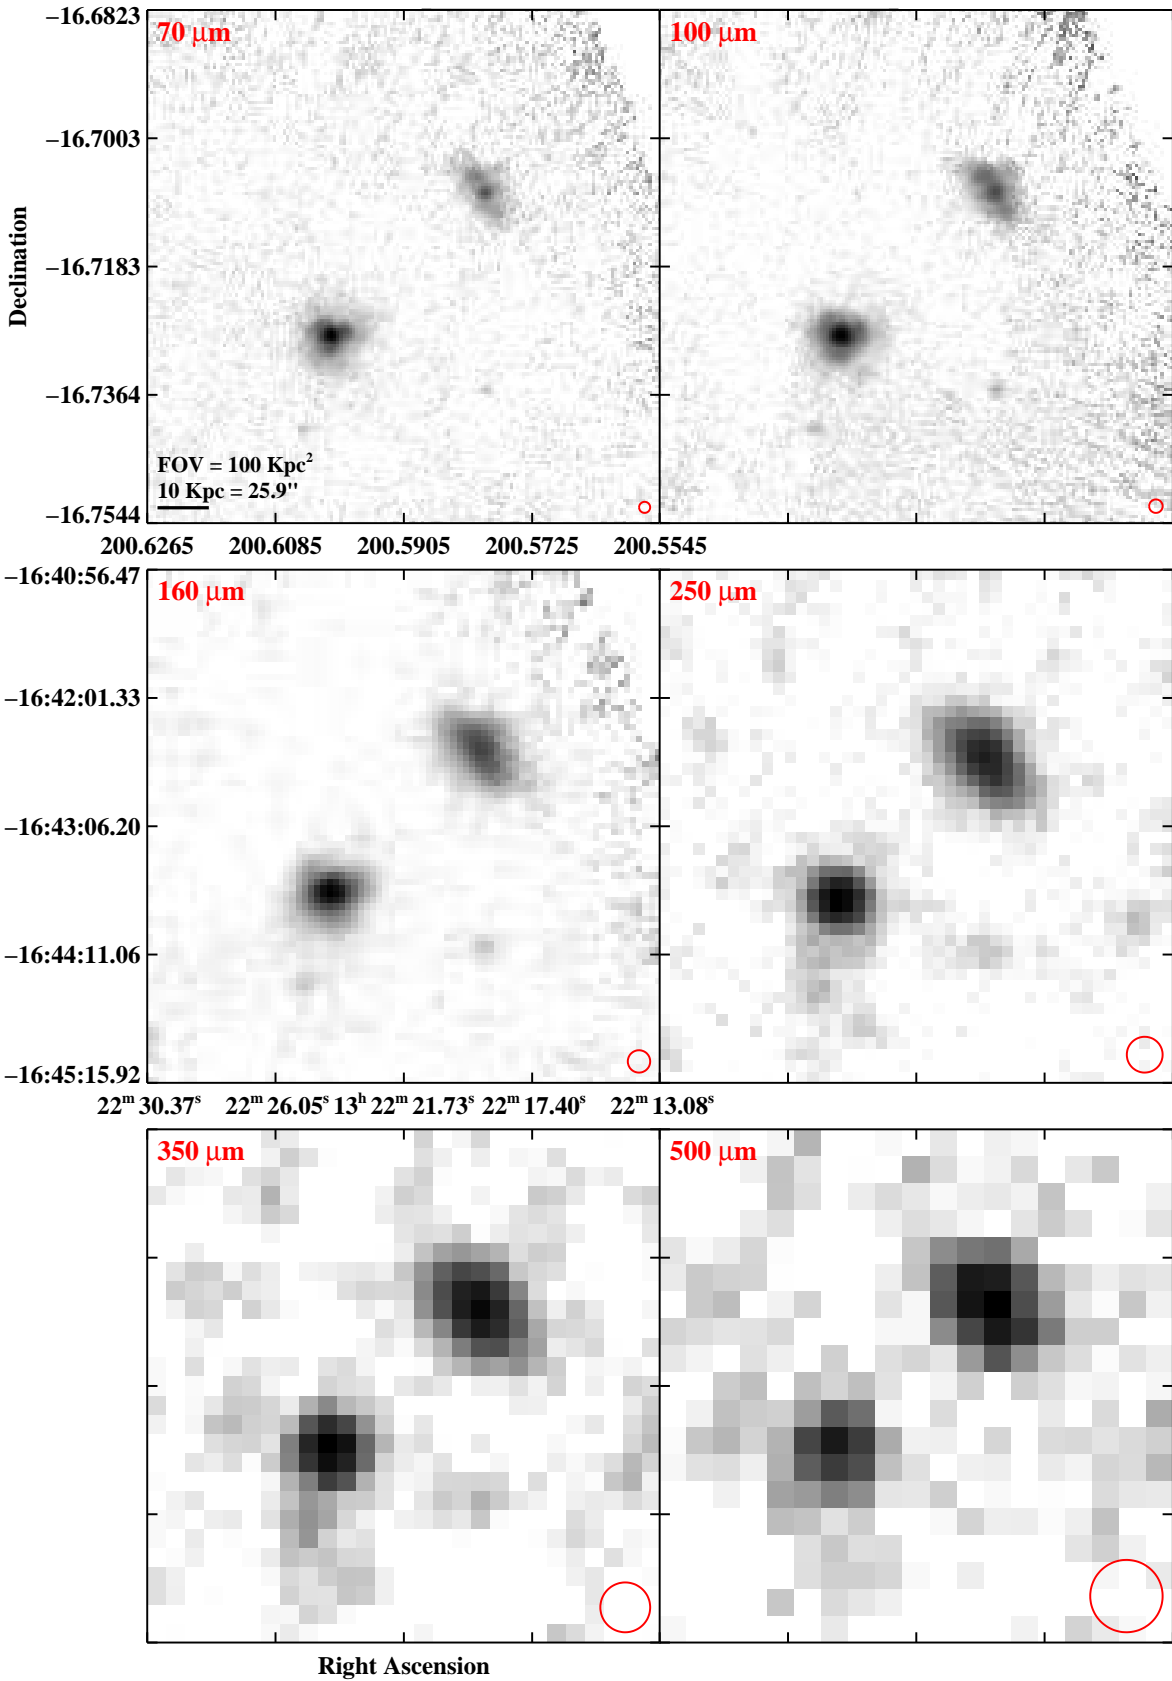 −16.6823
70 μm
100 μm
−16.7003
Declination
−16.7183
−16.7364
FOV = 100 Kpc²
10 Kpc = 25.9"
−16.7544
200.6265 200.6085 200.5905 200.5725 200.5545
−16:40:56.47
160 μm
250 μm
−16:42:01.33
−16:43:06.20
−16:44:11.06
−16:45:15.92
22ᵐ 30.37ˢ 22ᵐ 26.05ˢ 13ʰ 22ᵐ 21.73ˢ 22ᵐ 17.40ˢ 22ᵐ 13.08ˢ
350 μm
500 μm
Right Ascension